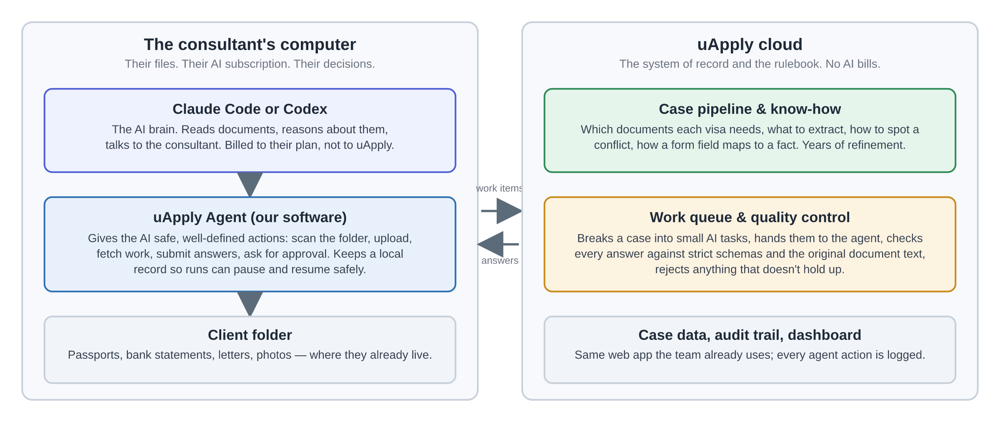 The consultant's computer
Their files. Their AI subscription. Their decisions.
Claude Code or Codex
The AI brain. Reads documents, reasons about them,
talks to the consultant. Billed to their plan, not to uApply.
uApply Agent (our software)
Gives the AI safe, well-defined actions: scan the folder, upload,
fetch work, submit answers, ask for approval. Keeps a local
record so runs can pause and resume safely.
Client folder
Passports, bank statements, letters, photos — where they already live.
work items
answers
uApply cloud
The system of record and the rulebook. No AI bills.
Case pipeline & know-how
Which documents each visa needs, what to extract, how to spot a
conflict, how a form field maps to a fact. Years of refinement.
Work queue & quality control
Breaks a case into small AI tasks, hands them to the agent, checks
every answer against strict schemas and the original document text,
rejects anything that doesn't hold up.
Case data, audit trail, dashboard
Same web app the team already uses; every agent action is logged.